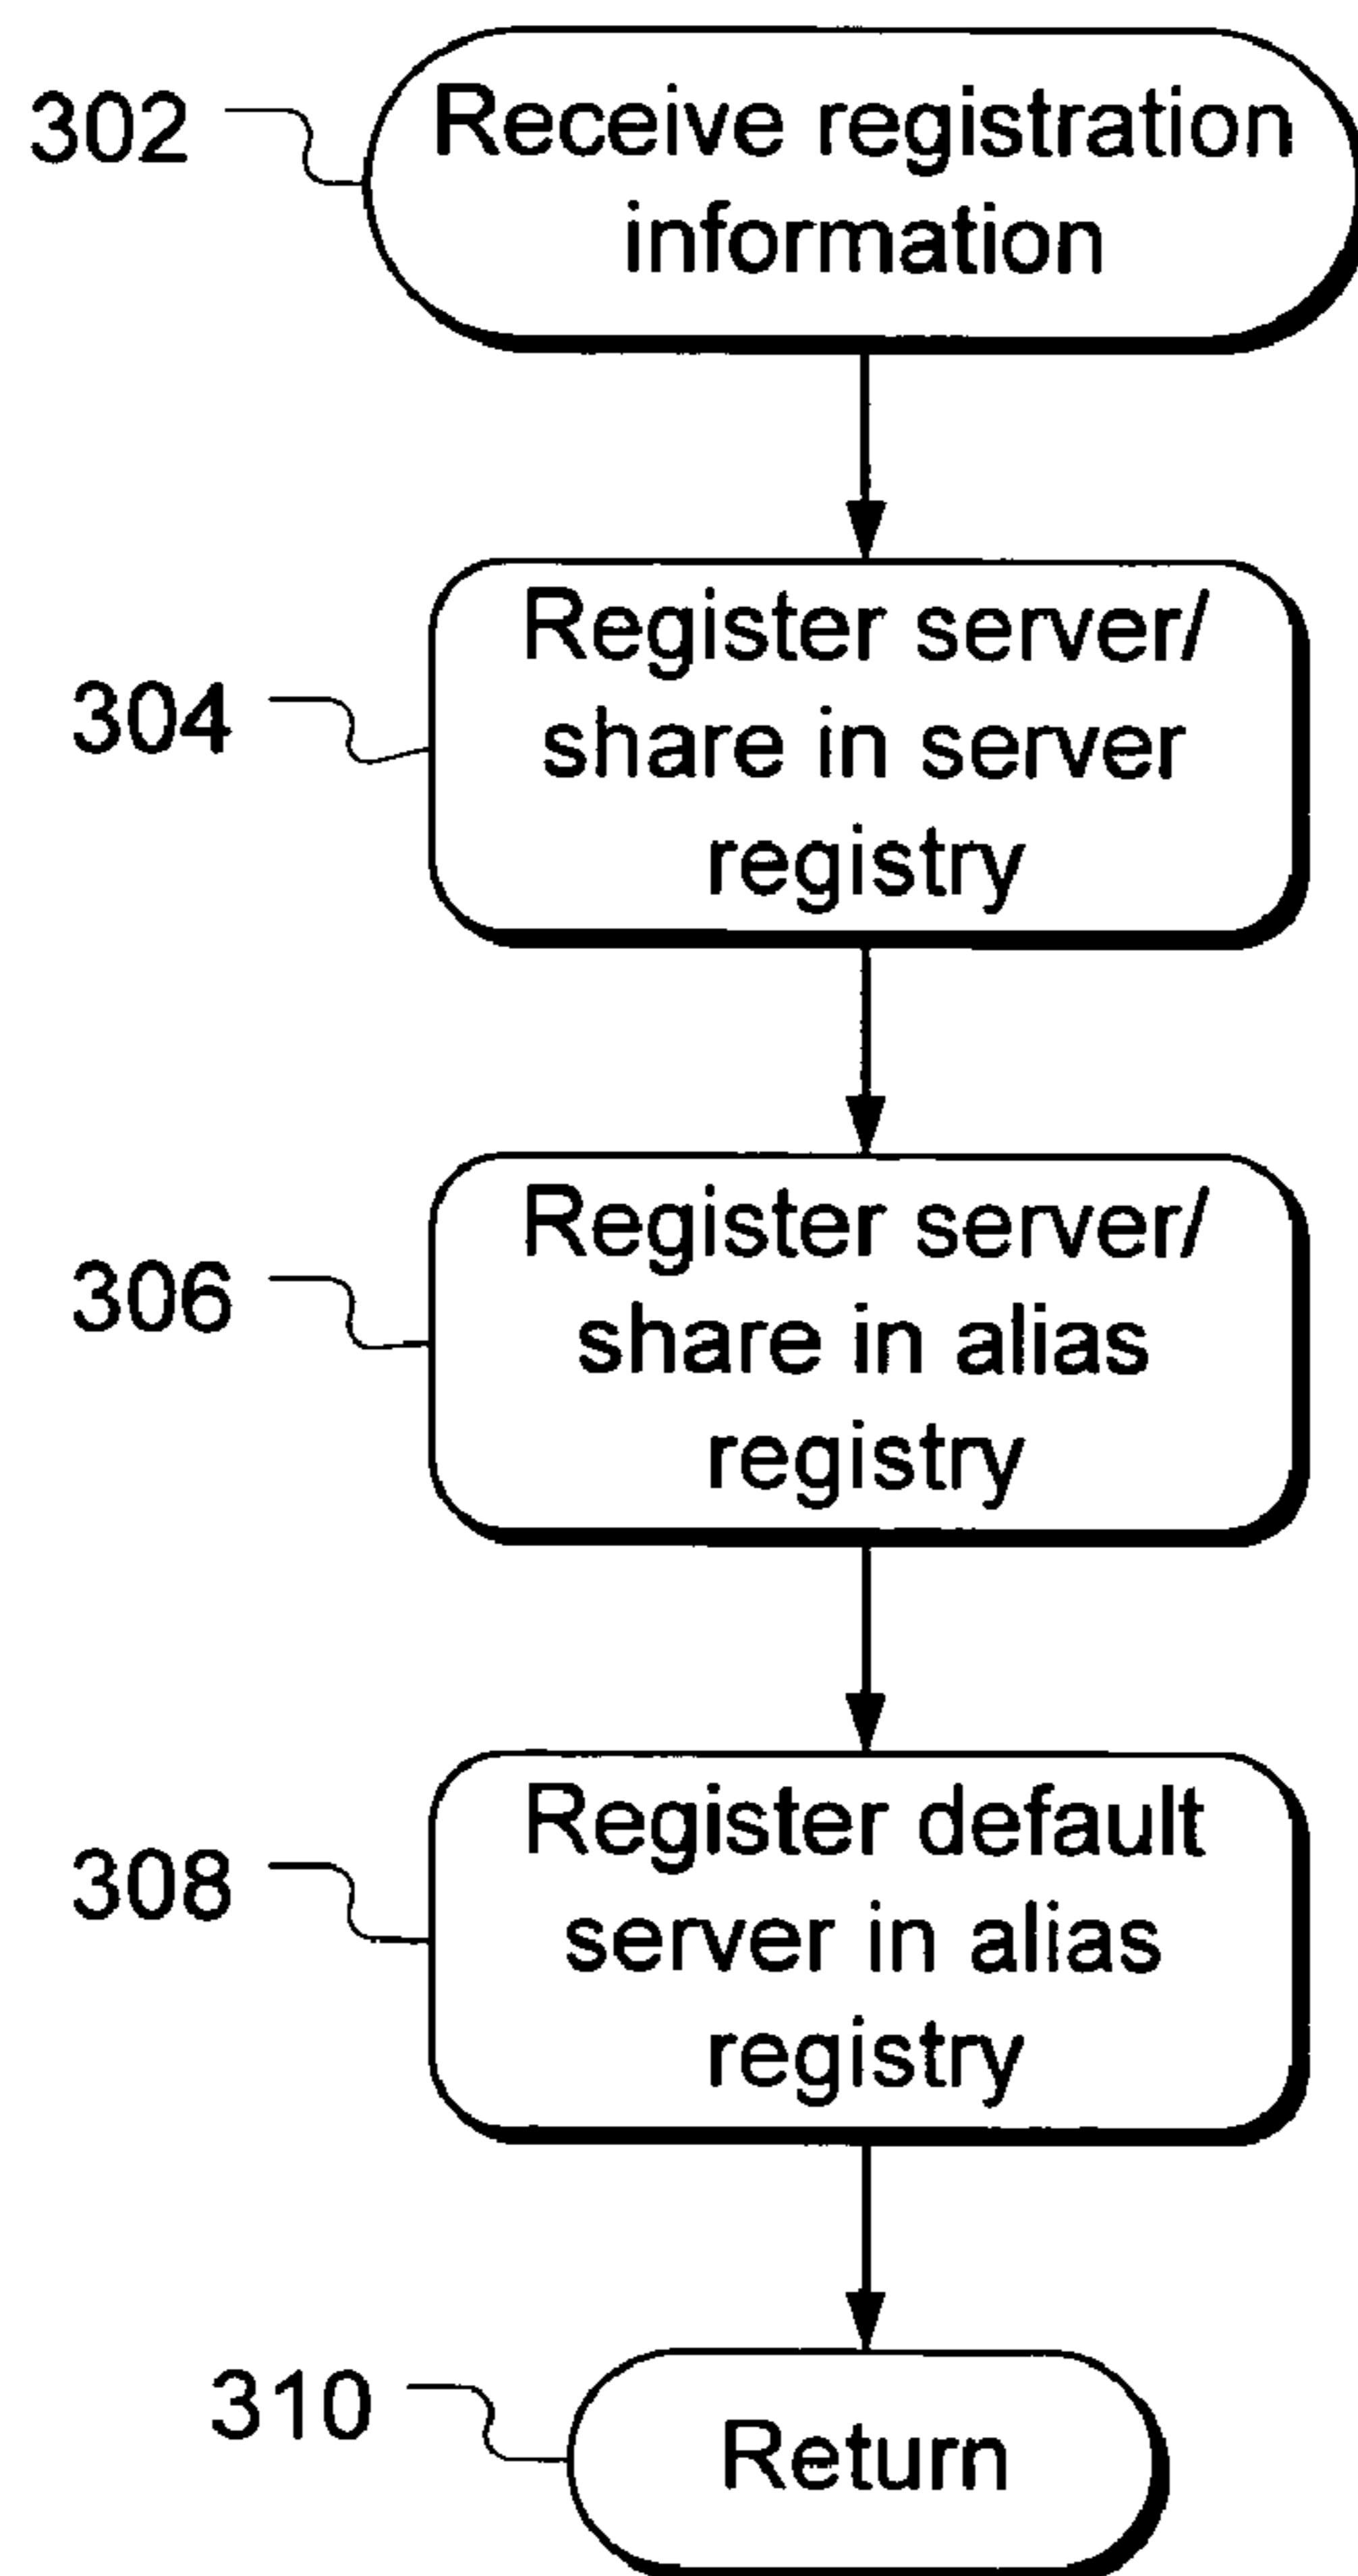 302
Receive registration
information
304
Register server/
share in server
registry
306
Register server/
share in alias
registry
308
Register default
server in alias
registry
310
Return